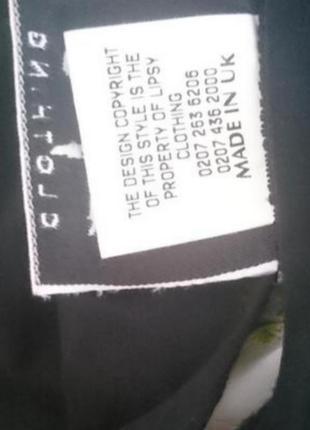 CLOTHING
THE DESIGN COPYRIGHT
OF THIS STYLE IS THE
PROPERTY OF LIPSY
CLOTHING
0207 263 6206
0207 436 2000
MADE IN UK